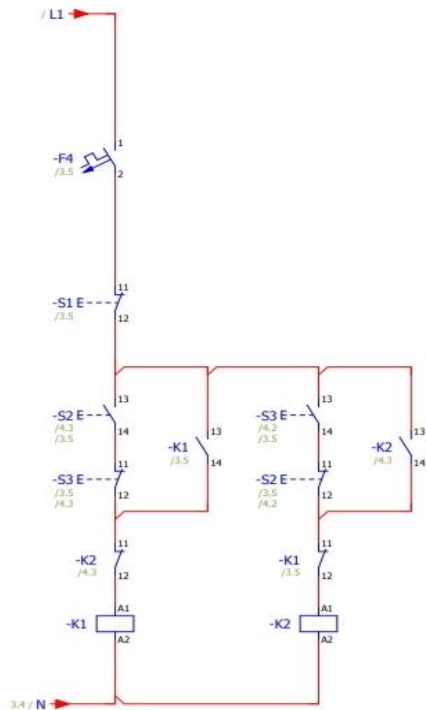 / L1
1
-F4
/3.5
2
11
-S1 E
/3.5
12
13
-S2 E
/4.3
/3.5
14
13
-K1
/3.5
14
13
-S3 E
/4.2
/3.5
14
13
-K2
/4.3
14
11
-S3 E
/3.5
/4.3
12
11
-S2 E
/3.5
/4.2
12
11
-K2
/4.3
12
11
-K1
/3.5
12
A1
-K1
A2
A1
-K2
A2
3.4 / N